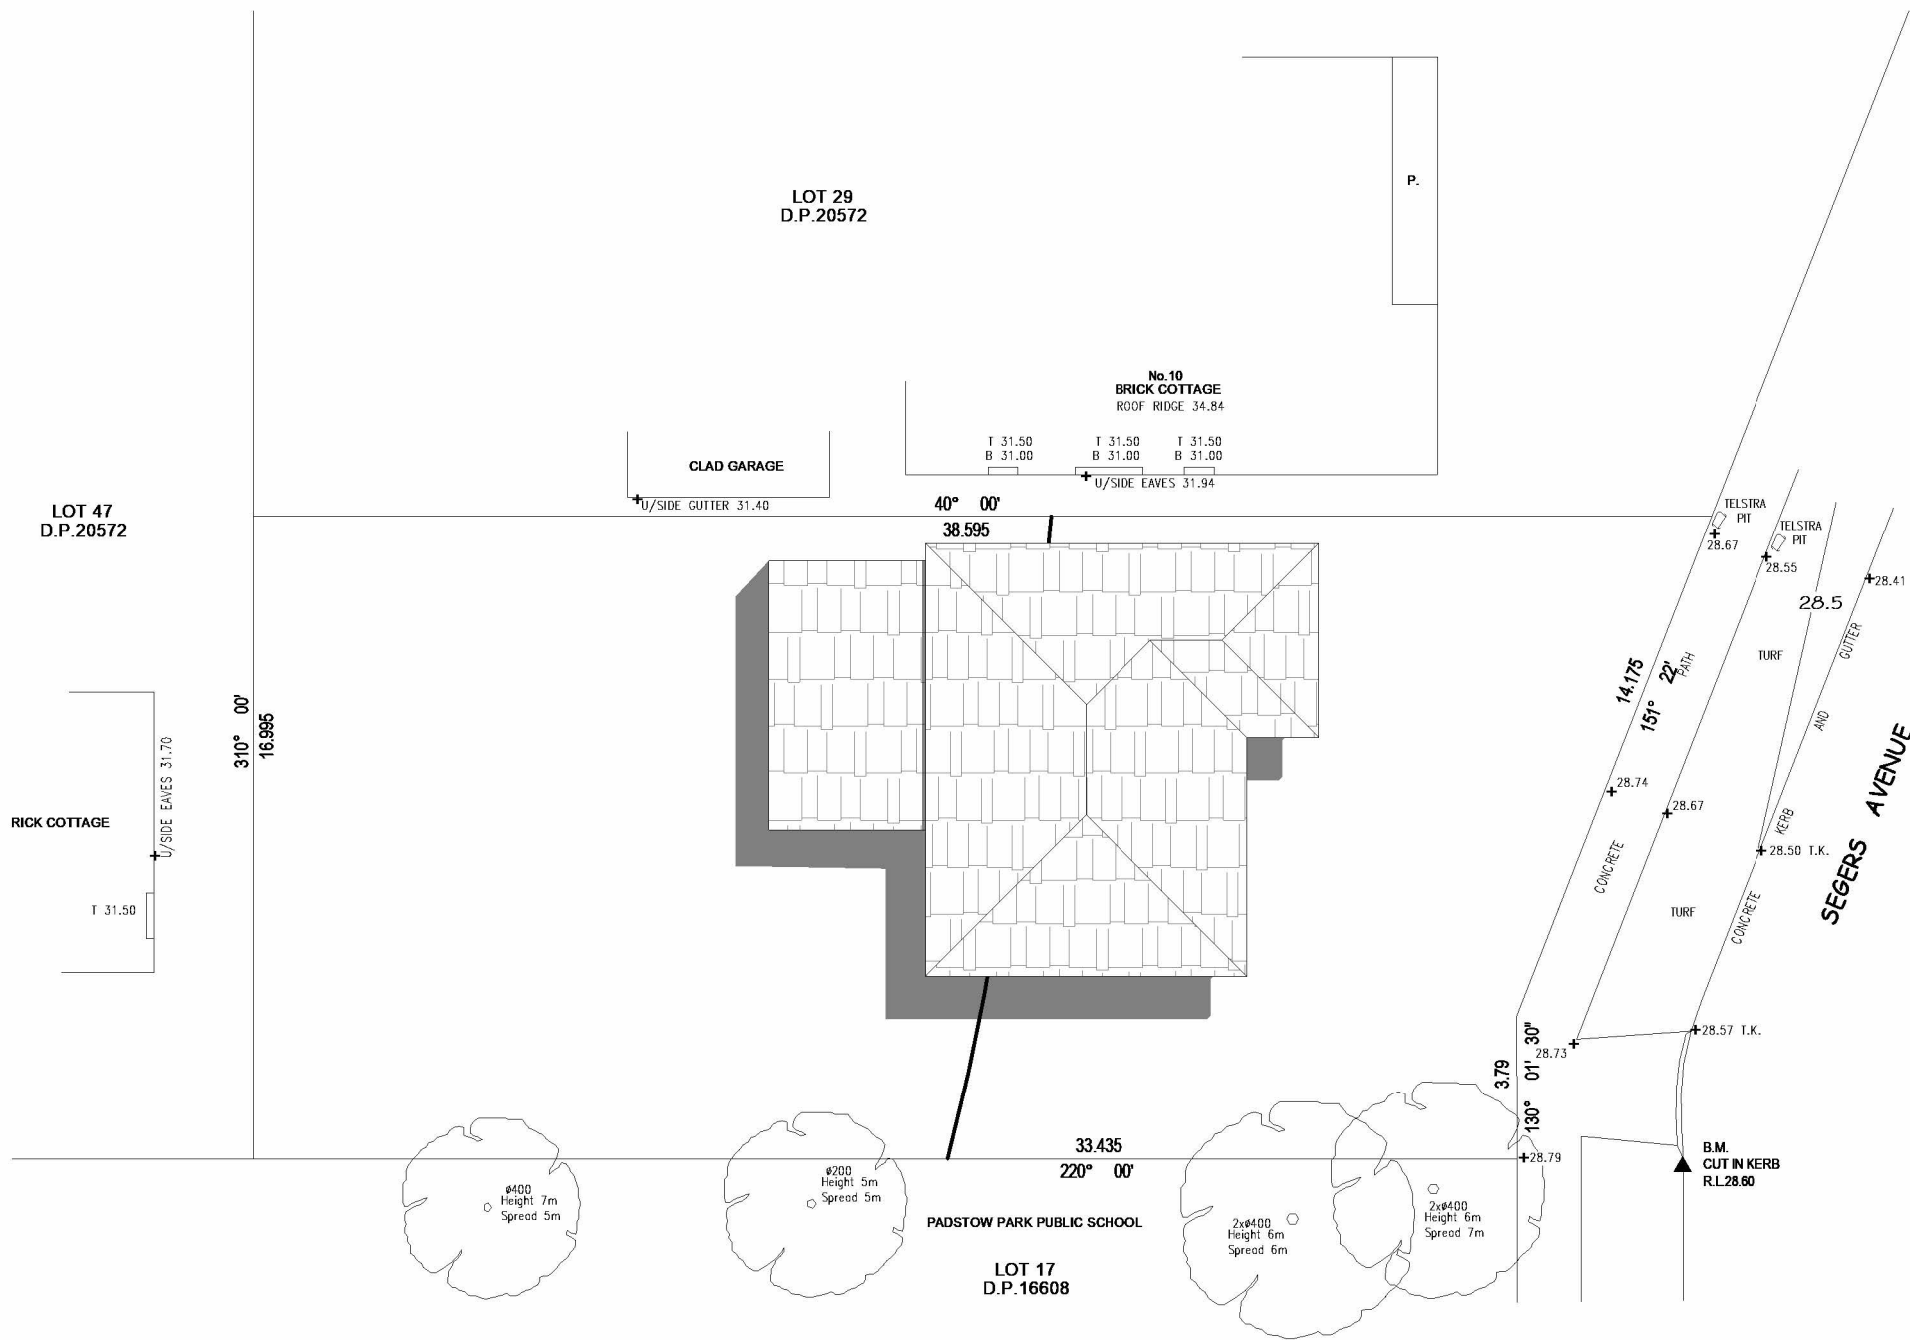 LOT 29
D.P.20572
P.
No.10
BRICK COTTAGE
ROOF RIDGE 34.84
T 31.50
B 31.00
T 31.50
B 31.00
T 31.50
B 31.00
U/SIDE EAVES 31.94
CLAD GARAGE
U/SIDE GUTTER 31.40
LOT 47
D.P.20572
40° 00'
38.595
TELSTRA
PIT
28.67
TELSTRA
PIT
28.55
28.41
28.5
TURF
GUTTER
AND
KERB
CONCRETE
14.175
151° 22'
PATH
CONCRETE
310° 00'
16.995
U/SIDE EAVES 31.70
RICK COTTAGE
T 31.50
28.74
28.67
28.50 T.K.
SEGERS AVENUE
TURF
28.57 T.K.
28.73
3.79
130° 01' 30"
33.435
220° 00'
28.79
B.M.
CUT IN KERB
R.L.28.60
ø400
Height 7m
Spread 5m
ø200
Height 5m
Spread 5m
PADSTOW PARK PUBLIC SCHOOL
2xø400
Height 6m
Spread 6m
2xø400
Height 6m
Spread 7m
LOT 17
D.P.16608